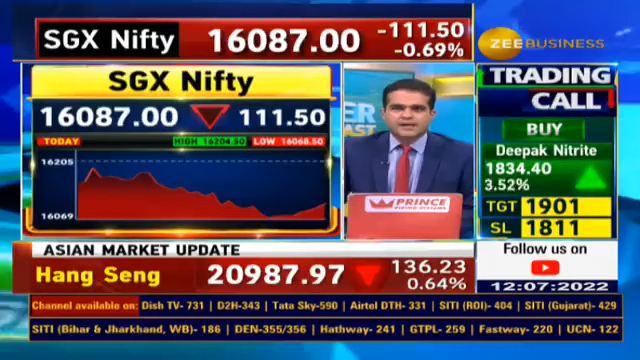 SGX Nifty 16087.00 -111.50
-0.69%
ZEE BUSINESS
SGX Nifty
16087.00 111.50
TODAY HIGH 16204.50 LOW 16068.50
16205
16069
PRINCE
PIPING SYSTEMS
TRADING
CALL
BUY
Deepak Nitrite
1834.40
3.52%
TGT 1901
SL 1811
ASIAN MARKET UPDATE
Hang Seng 20987.97 136.23
0.64%
Follow us on
12:07:2022
Channel available on: Dish TV- 731 | D2H-343 | Tata Sky-590 | Airtel DTH- 331 | SITI (ROI)- 404 | SITI (Gujarat)- 429
SITI (Bihar & Jharkhand, WB)- 186 | DEN-355/356 | Hathway- 241 | GTPL- 259 | Fastway- 220 | UCN- 122